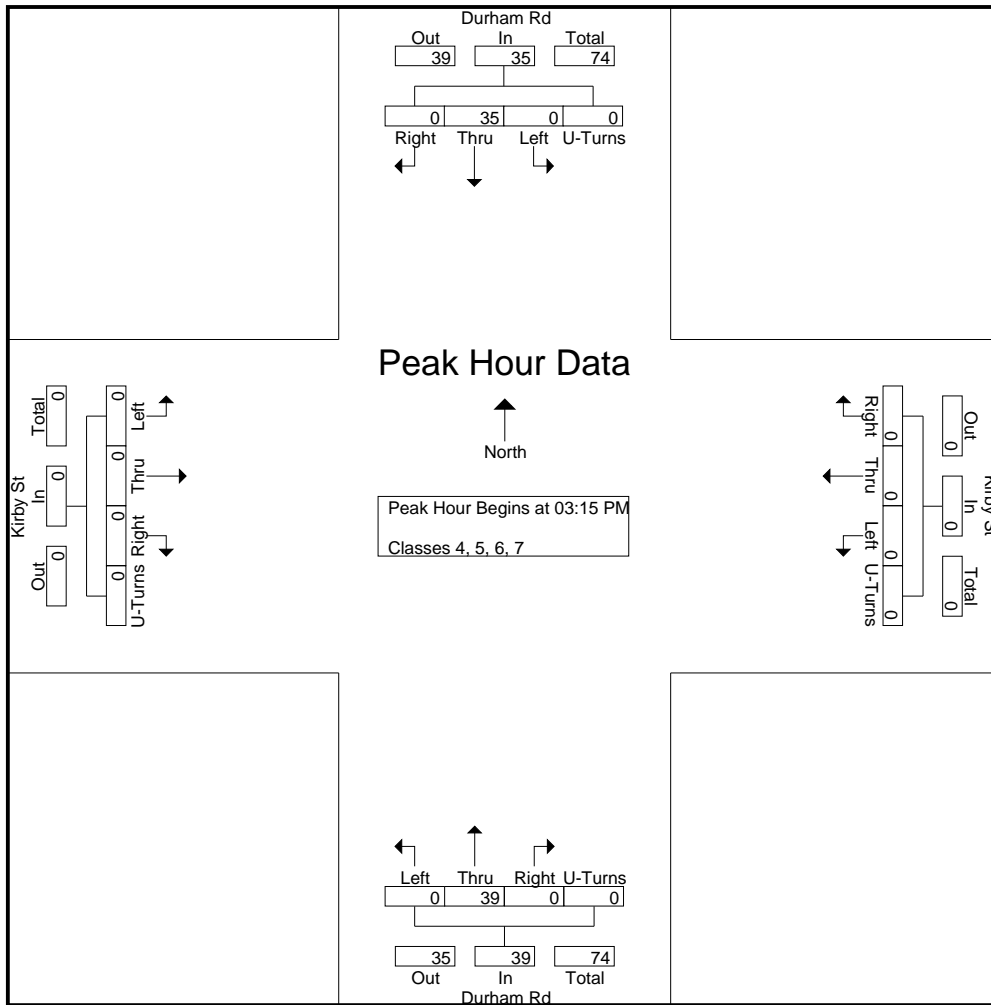 Durham Rd
Out In Total
39 35 74
0 35 0 0
Right Thru Left U-Turns
Peak Hour Data
North
Peak Hour Begins at 03:15 PM
Classes 4, 5, 6, 7
Kirby St
Out In Total
0 0 0
0 0 0 0
U-Turns Right Thru Left
Kirby St
Out In Total
0 0 0
0 0 0 0
Right Thru Left U-Turns
Left Thru Right U-Turns
0 39 0 0
35 39 74
Out In Total
Durham Rd